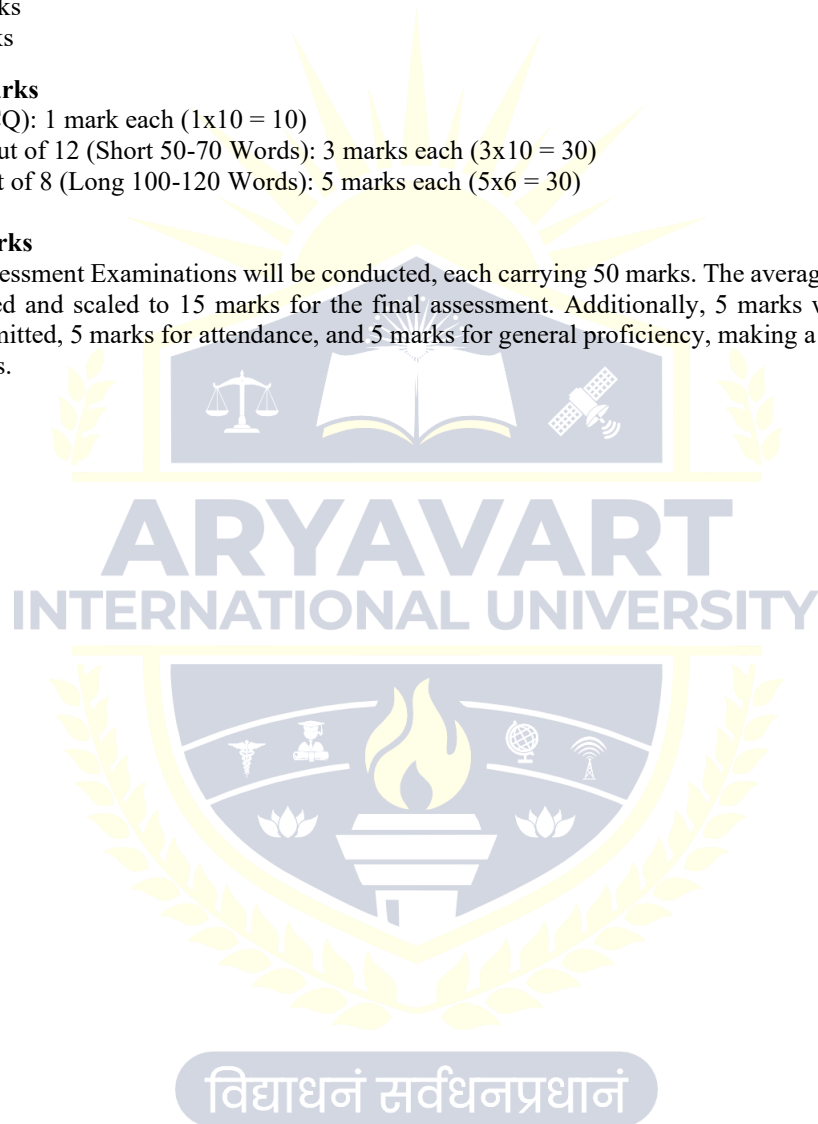 ks
ks
rks
Q): 1 mark each (1x10 = 10)
ut of 12 (Short 50-70 Words): 3 marks each (3x10 = 30)
t of 8 (Long 100-120 Words): 5 marks each (5x6 = 30)
rks
essment Examinations will be conducted, each carrying 50 marks. The averag
ed and scaled to 15 marks for the final assessment. Additionally, 5 marks w
mitted, 5 marks for attendance, and 5 marks for general proficiency, making a
s.
ARYAVART
INTERNATIONAL UNIVERSITY
विद्याधनं सर्वधनप्रधानं